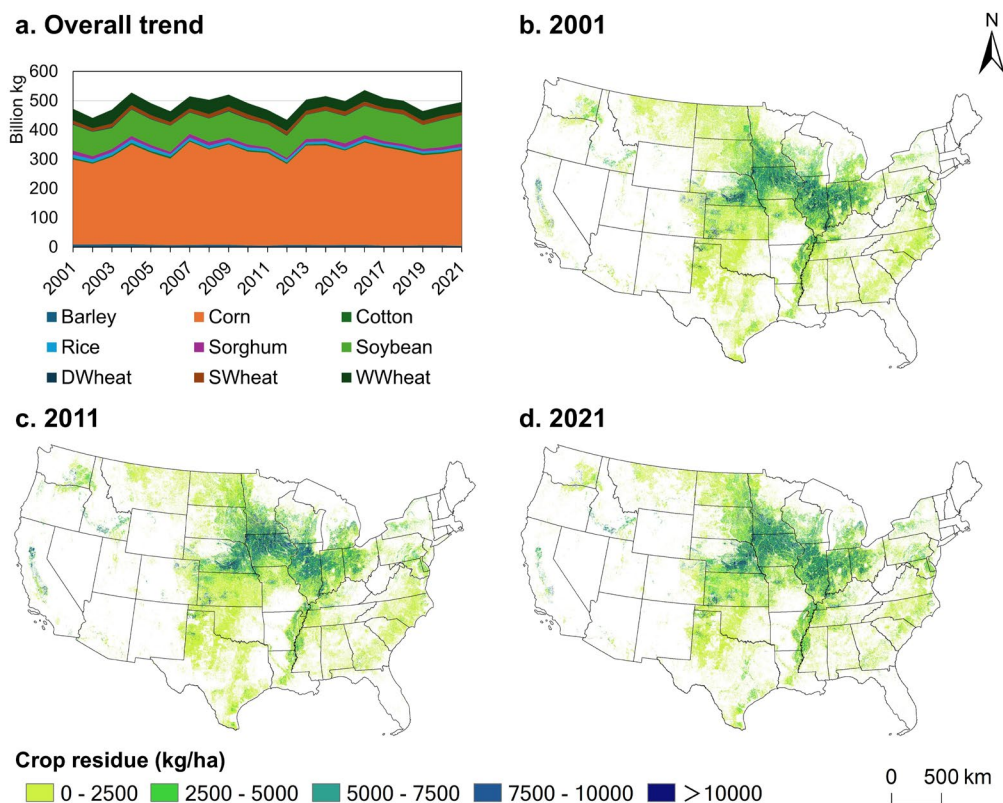 a. Overall trend
b. 2001
N
Billion kg
600
500
400
300
200
100
0
2001
2003
2005
2007
2009
2011
2013
2015
2017
2019
2021
Barley Corn Cotton
Rice Sorghum Soybean
DWheat SWheat WWheat
c. 2011
d. 2021
Crop residue (kg/ha)
0 - 2500 2500 - 5000 5000 - 7500 7500 - 10000 >10000
0 500 km